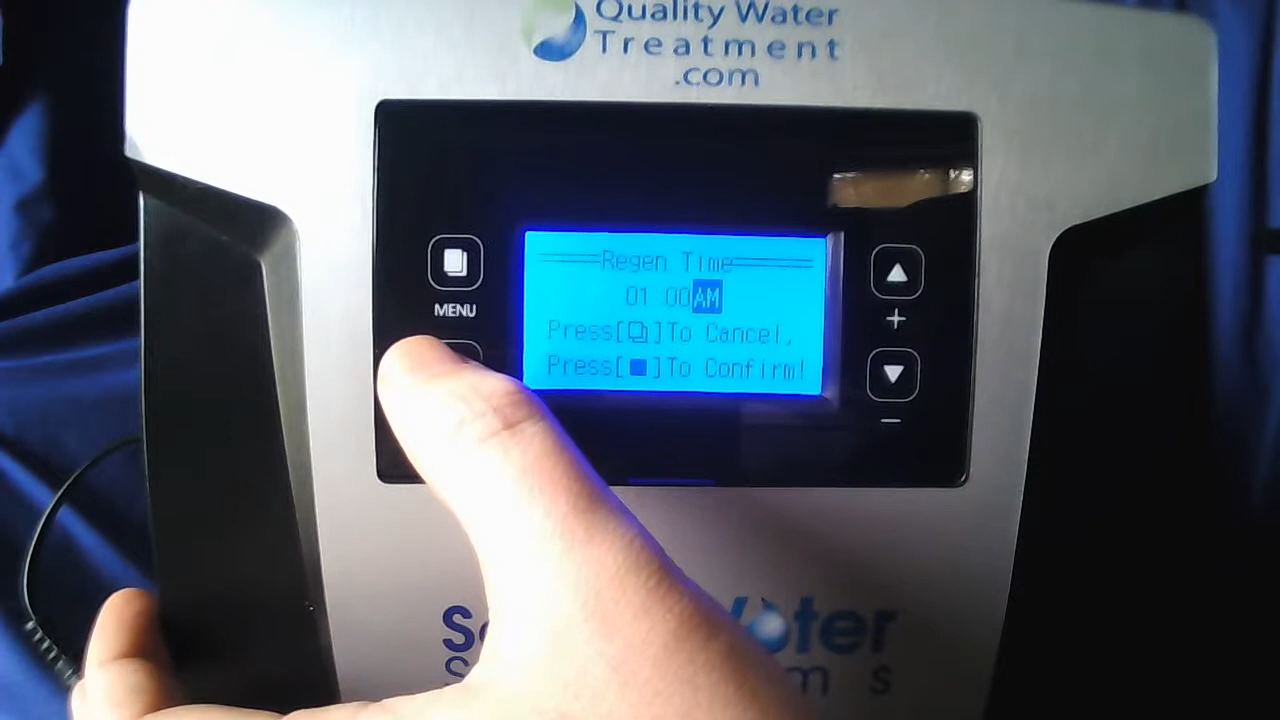 Quality Water
Treatment
.com
MENU
Regen Time
01 00AM
Press[ ]To Cancel,
Press[ ]To Confirm!
+
−